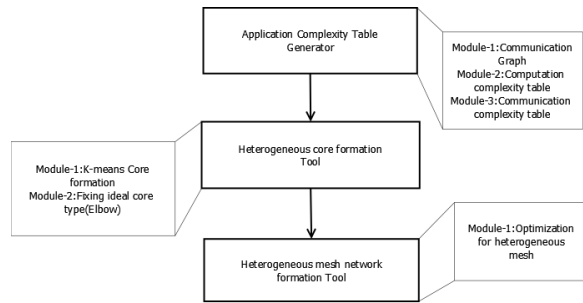 Application Complexity Table
Generator
Module-1:Communication
Graph
Module-2:Computation
complexity table
Module-3:Communication
complexity table
Heterogeneous core formation
Tool
Module-1:K-means Core
formation
Module-2:Fixing ideal core
type(Elbow)
Heterogeneous mesh network
formation Tool
Module-1:Optimization
for heterogeneous
mesh